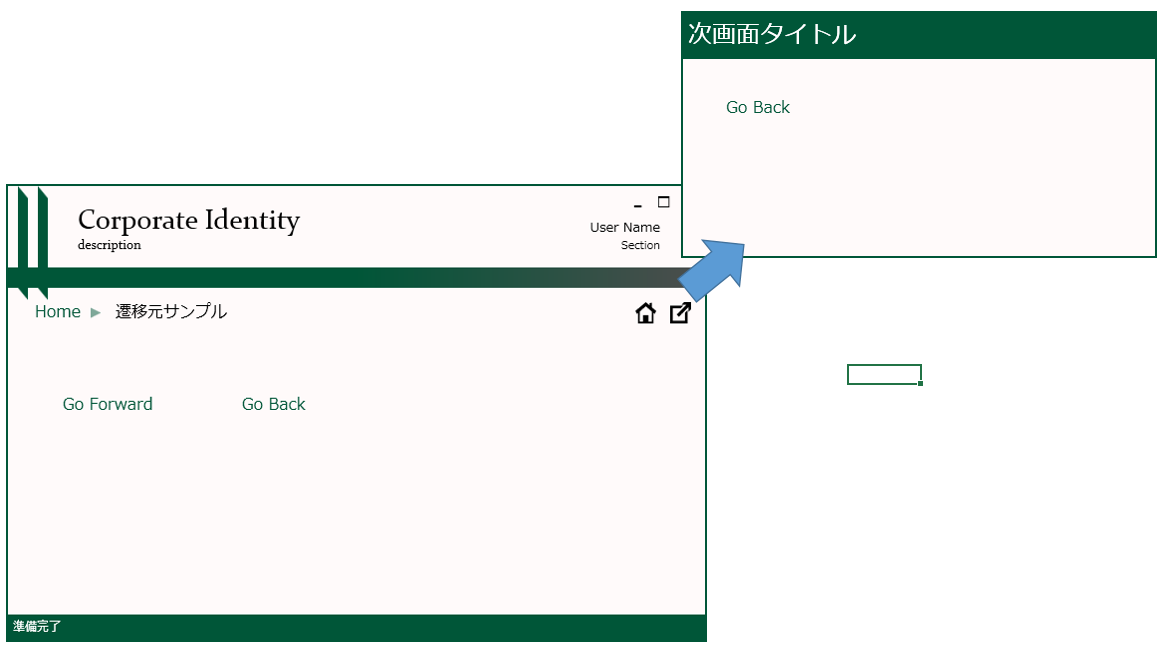 次画面タイトル
Go Back
Corporate Identity
description
User Name
Section
Home ▶ 遷移元サンプル
Go Forward Go Back
準備完了